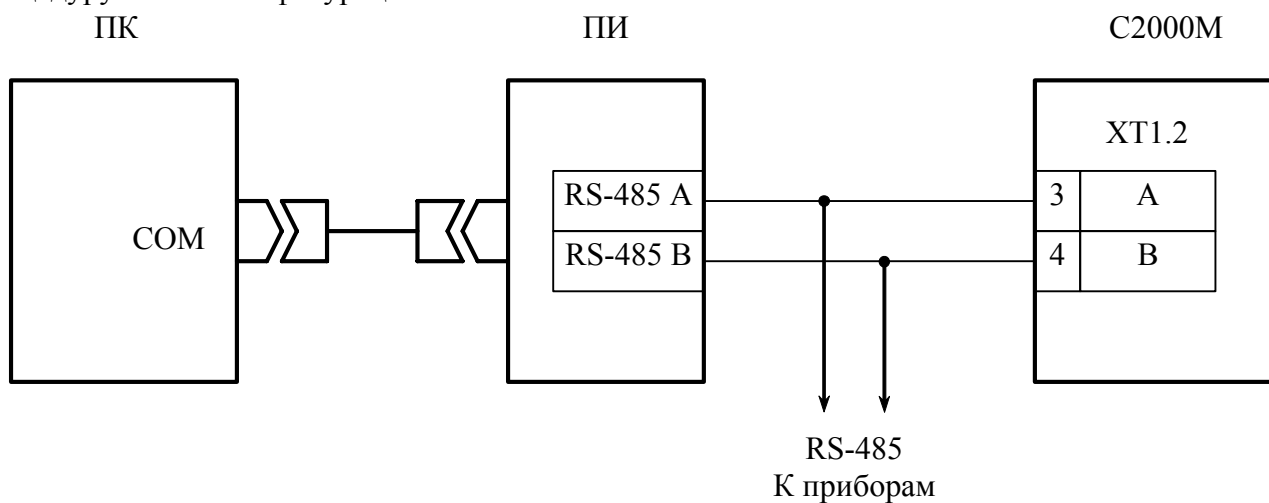 ПК ПИ С2000М
XT1.2
RS-485 A 3 A
COM
RS-485 B 4 B
RS-485
К приборам